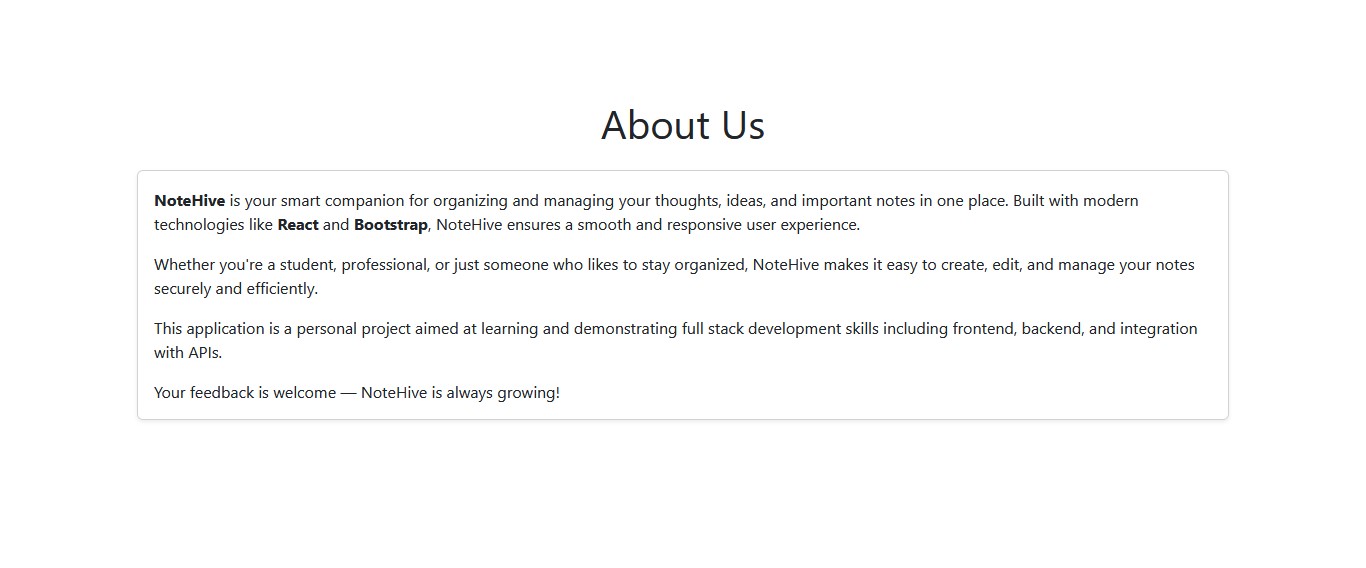 About Us
NoteHive is your smart companion for organizing and managing your thoughts, ideas, and important notes in one place. Built with modern
technologies like React and Bootstrap, NoteHive ensures a smooth and responsive user experience.
Whether you're a student, professional, or just someone who likes to stay organized, NoteHive makes it easy to create, edit, and manage your notes
securely and efficiently.
This application is a personal project aimed at learning and demonstrating full stack development skills including frontend, backend, and integration
with APIs.
Your feedback is welcome — NoteHive is always growing!